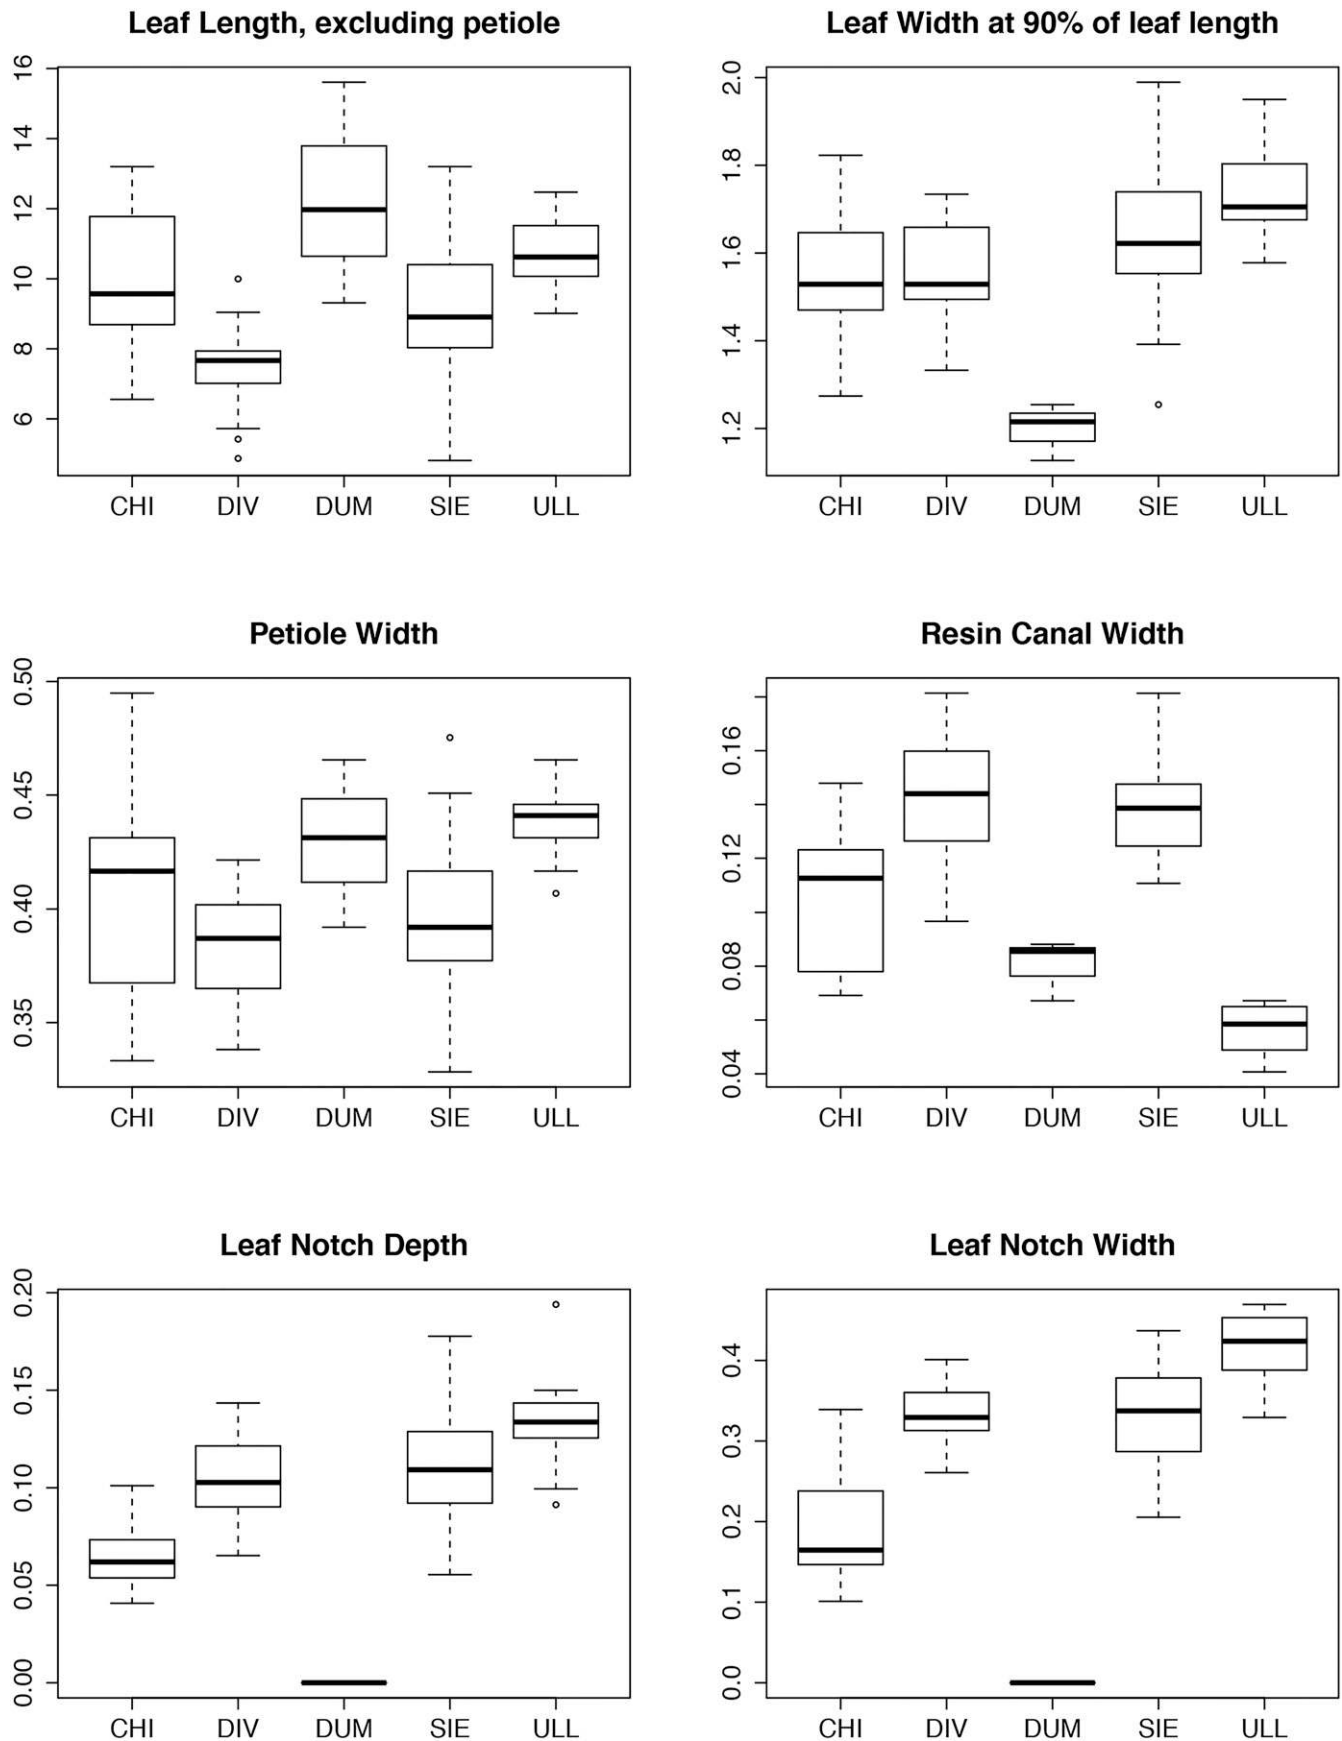 Leaf Length, excluding petiole
16
14
12
10
8
6
CHI DIV DUM SIE ULL
Leaf Width at 90% of leaf length
2.0
1.8
1.6
1.4
1.2
CHI DIV DUM SIE ULL
Petiole Width
0.50
0.45
0.40
0.35
CHI DIV DUM SIE ULL
Resin Canal Width
0.16
0.12
0.08
0.04
CHI DIV DUM SIE ULL
Leaf Notch Depth
0.20
0.15
0.10
0.05
0.00
CHI DIV DUM SIE ULL
Leaf Notch Width
0.4
0.3
0.2
0.1
0.0
CHI DIV DUM SIE ULL